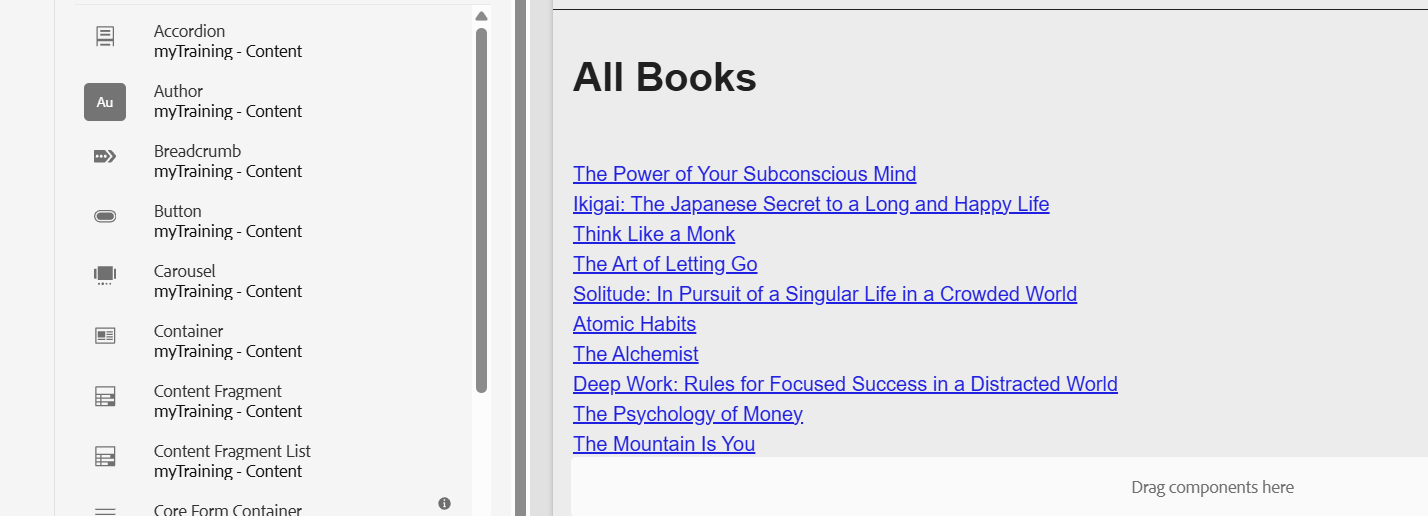 Accordion
myTraining - Content
Au
Author
myTraining - Content
Breadcrumb
myTraining - Content
Button
myTraining - Content
Carousel
myTraining - Content
Container
myTraining - Content
Content Fragment
myTraining - Content
Content Fragment List
myTraining - Content
Core Form Container
All Books
The Power of Your Subconscious Mind
Ikigai: The Japanese Secret to a Long and Happy Life
Think Like a Monk
The Art of Letting Go
Solitude: In Pursuit of a Singular Life in a Crowded World
Atomic Habits
The Alchemist
Deep Work: Rules for Focused Success in a Distracted World
The Psychology of Money
The Mountain Is You
Drag components here